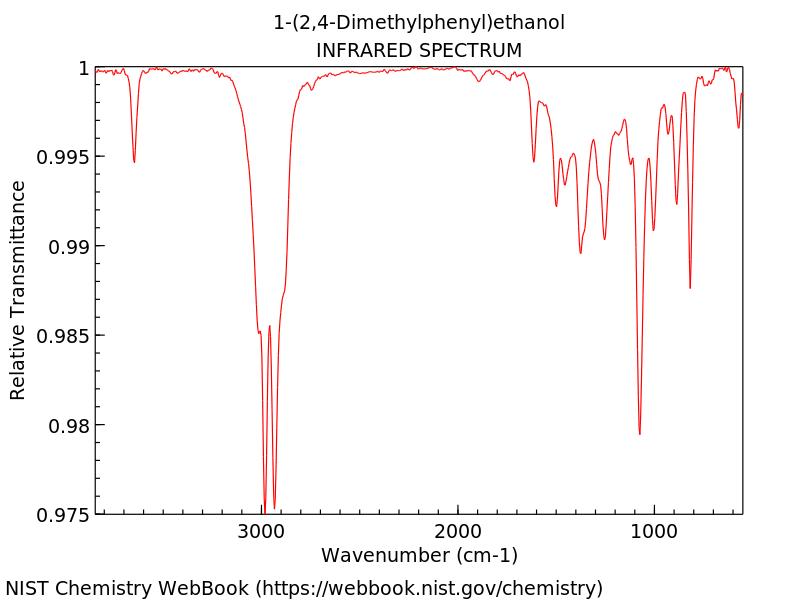 1-(2,4-Dimethylphenyl)ethanol
INFRARED SPECTRUM
1
0.995
0.99
0.985
0.98
0.975
Relative Transmittance
3000 2000 1000
Wavenumber (cm-1)
NIST Chemistry WebBook (https://webbook.nist.gov/chemistry)